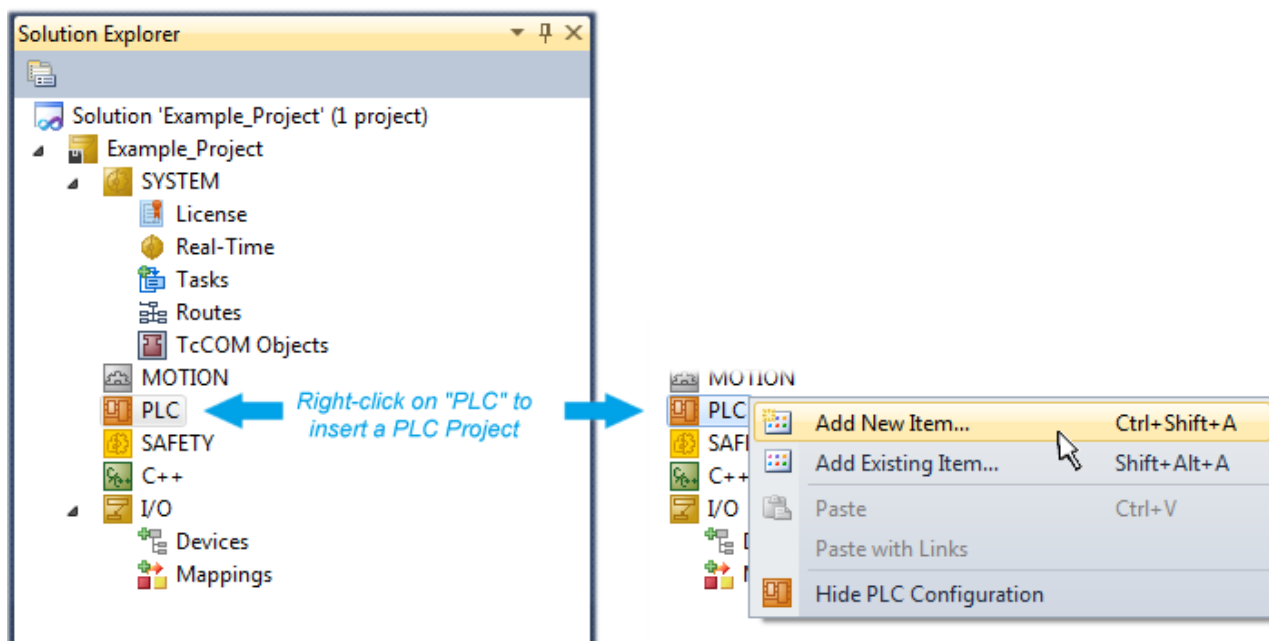 Solution Explorer
Solution 'Example_Project' (1 project)
Example_Project
SYSTEM
License
Real-Time
Tasks
Routes
TcCOM Objects
MOTION
PLC
SAFETY
C++
I/O
Devices
Mappings
Right-click on "PLC" to
insert a PLC Project
MOTION
PLC
SAFE
C++
I/O
Add New Item... Ctrl+Shift+A
Add Existing Item... Shift+Alt+A
Paste Ctrl+V
Paste with Links
Hide PLC Configuration